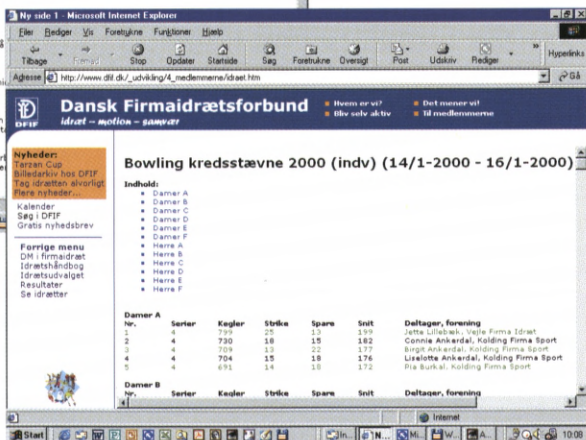 Ny side 1 - Microsoft Internet Explorer
Filer Rediger Vis Foretrukne Funktioner Hjælp
Tilbage Fremad Stop Opdater Startside Søg Foretrukne Oversigt Post Udskriv Rediger » Hyperlinks
Adresse http://www.dfif.dk/_udvikling/4_medlemmerne/idraet.htm Gå
DFIF
Dansk Firmaidrætsforbund
idræt – motion – samvær
Hvem er vi? Det mener vi!
Bliv selv aktiv Til medlemmerne
Nyheder:
Tarzan Cup
Billedarkiv hos DFIF
Tag idrætten alvorligt
Flere nyheder...
Kalender
Søg i DFIF
Gratis nyhedsbrev
Forrige menu
DM i firmaidræt
Idrætshåndbog
Idrætsudvalget
Resultater
Se idrætter
Bowling kredsstævne 2000 (indv) (14/1-2000 - 16/1-2000)
Indhold:
Damer A
Damer B
Damer C
Damer D
Damer E
Damer F
Herre A
Herre B
Herre C
Herre D
Herre E
Herre F
Damer A
Nr. Serier Kegler Strike Spare Snit Deltager, forening
1 4 799 25 13 199 Jette Lillebæk, Vejle Firma Idræt
2 4 730 18 15 182 Connie Ankerdal, Kolding Firma Sport
3 4 709 13 22 177 Birgit Ankerdal, Kolding Firma Sport
4 4 704 15 18 176 Liselotte Ankerdal, Kolding Firma Sport
5 4 691 14 18 172 Pia Burkal, Kolding Firma Sport
Damer B
Nr. Serier Kegler Strike Spare Snit Deltager, forening
Internet
Start In... N... Mi... W... A... 10:08